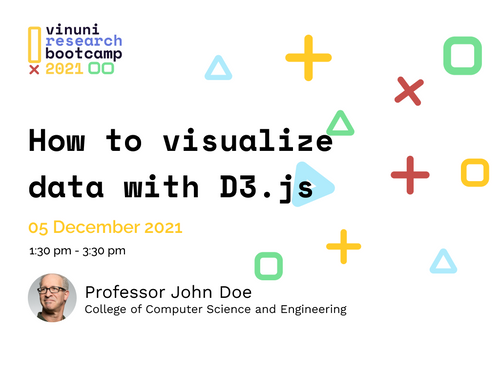 vinuni
research
bootcamp
2021
How to visualize
data with D3.js
05 December 2021
1:30 pm - 3:30 pm
Professor John Doe
College of Computer Science and Engineering